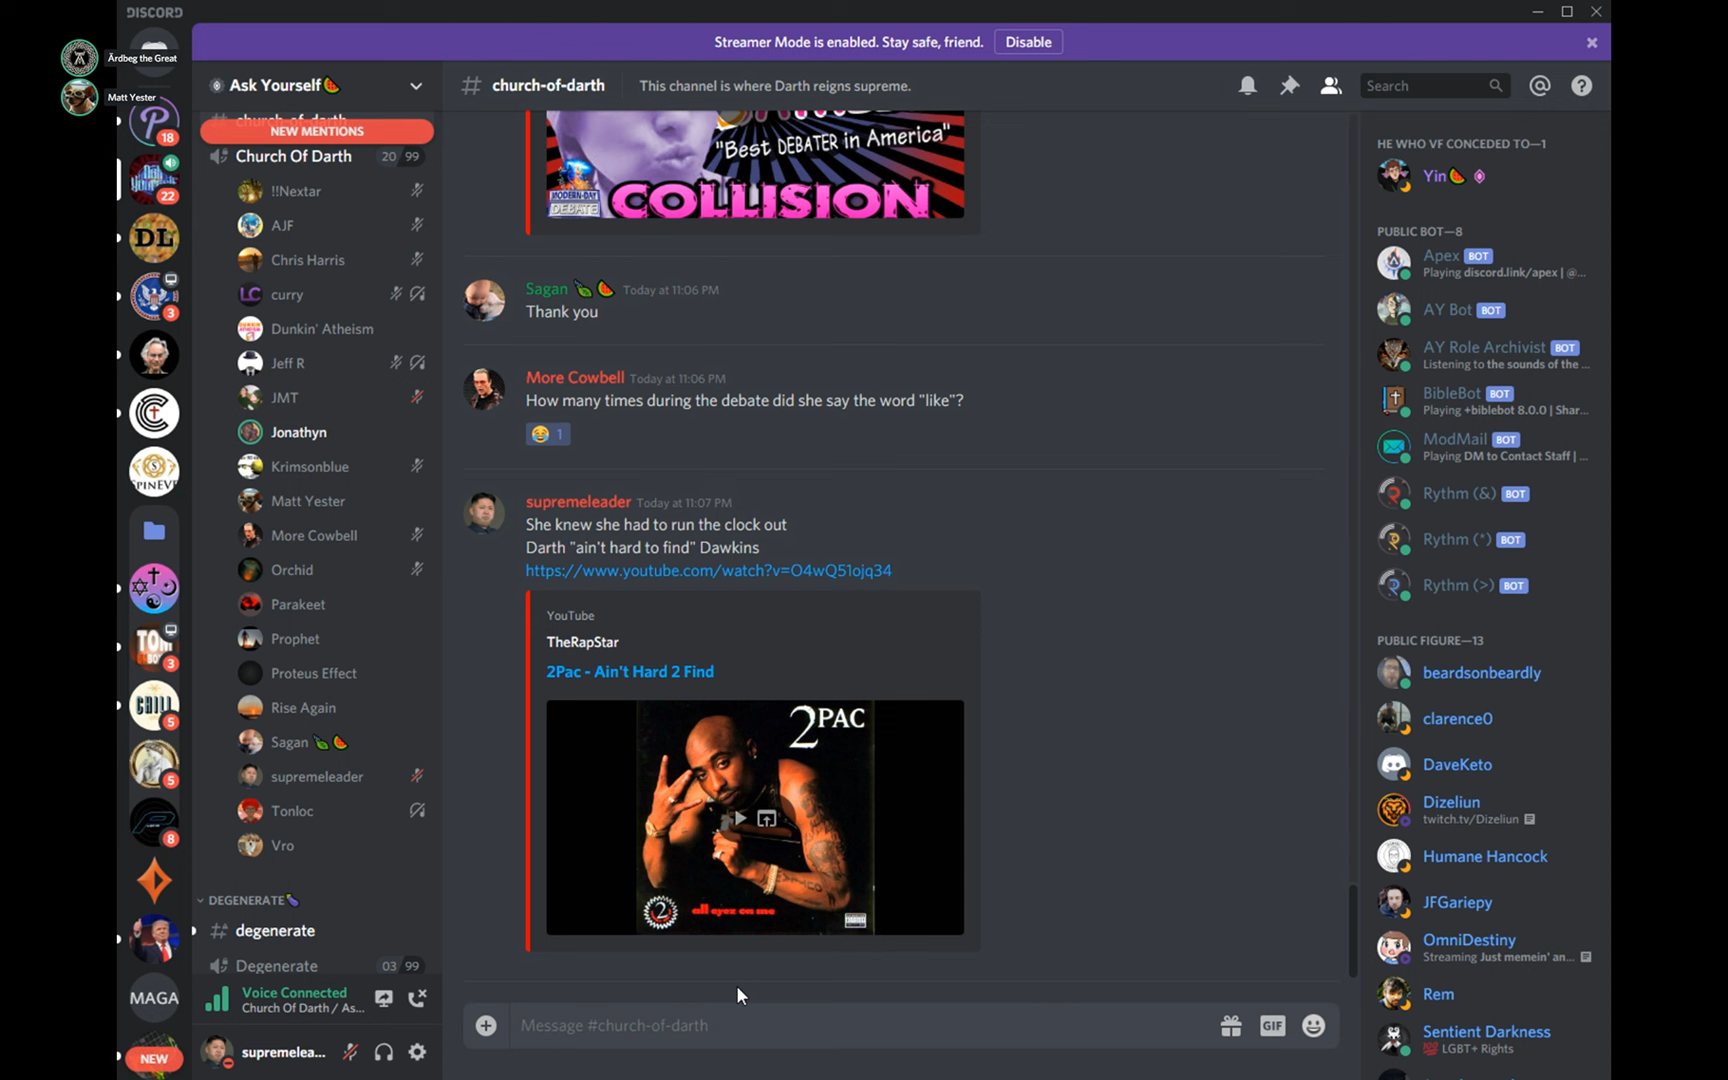 DISCORD
Streamer Mode is enabled. Stay safe, friend.
Disable
Ärdbeg the Great
Matt Yester
18
22
DL
3
SPINEVE
3
CHILL
5
5
8
MAGA
NEW
Ask Yourself🍉
church-of-darth
NEW MENTIONS
Church Of Darth
20 99
!!Nextar
AJF
Chris Harris
LC
curry
Dunkin' Atheism
Jeff R
JMT
Jonathyn
Krimsonblue
Matt Yester
More Cowbell
Orchid
Parakeet
Prophet
Proteus Effect
Rise Again
Sagan
supremeleader
Tonloc
Vro
DEGENERATE🍆
degenerate
Degenerate
03 99
Voice Connected
Church Of Darth / As...
supremelea...
# church-of-darth
This channel is where Darth reigns supreme.
Search
"Best DEBATER in America"
MODERN-DAY
DEBATE
COLLISION
Sagan Today at 11:06 PM
Thank you
More Cowbell Today at 11:06 PM
How many times during the debate did she say the word "like"?
😂 1
supremeleader Today at 11:07 PM
She knew she had to run the clock out
Darth "ain't hard to find" Dawkins
https://www.youtube.com/watch?v=O4wQ51ojq34
YouTube
TheRapStar
2Pac - Ain't Hard 2 Find
2PAC
all eyez on me
2
Message #church-of-darth
GIF
HE WHO VF CONCEDED TO—1
Yin🍉
PUBLIC BOT—8
Apex BOT
Playing discord.link/apex | @...
AY Bot BOT
AY Role Archivist BOT
Listening to the sounds of the ...
BibleBot BOT
Playing +biblebot 8.0.0 | Shar...
ModMail BOT
Playing DM to Contact Staff | ...
Rythm (&) BOT
Rythm (*) BOT
Rythm (>) BOT
PUBLIC FIGURE—13
beardsonbeardly
clarence0
DaveKeto
Dizeliun
twitch.tv/Dizeliun
Humane Hancock
JFGariepy
OmniDestiny
Streaming Just memein' an...
Rem
Sentient Darkness
💯 LGBT+ Rights